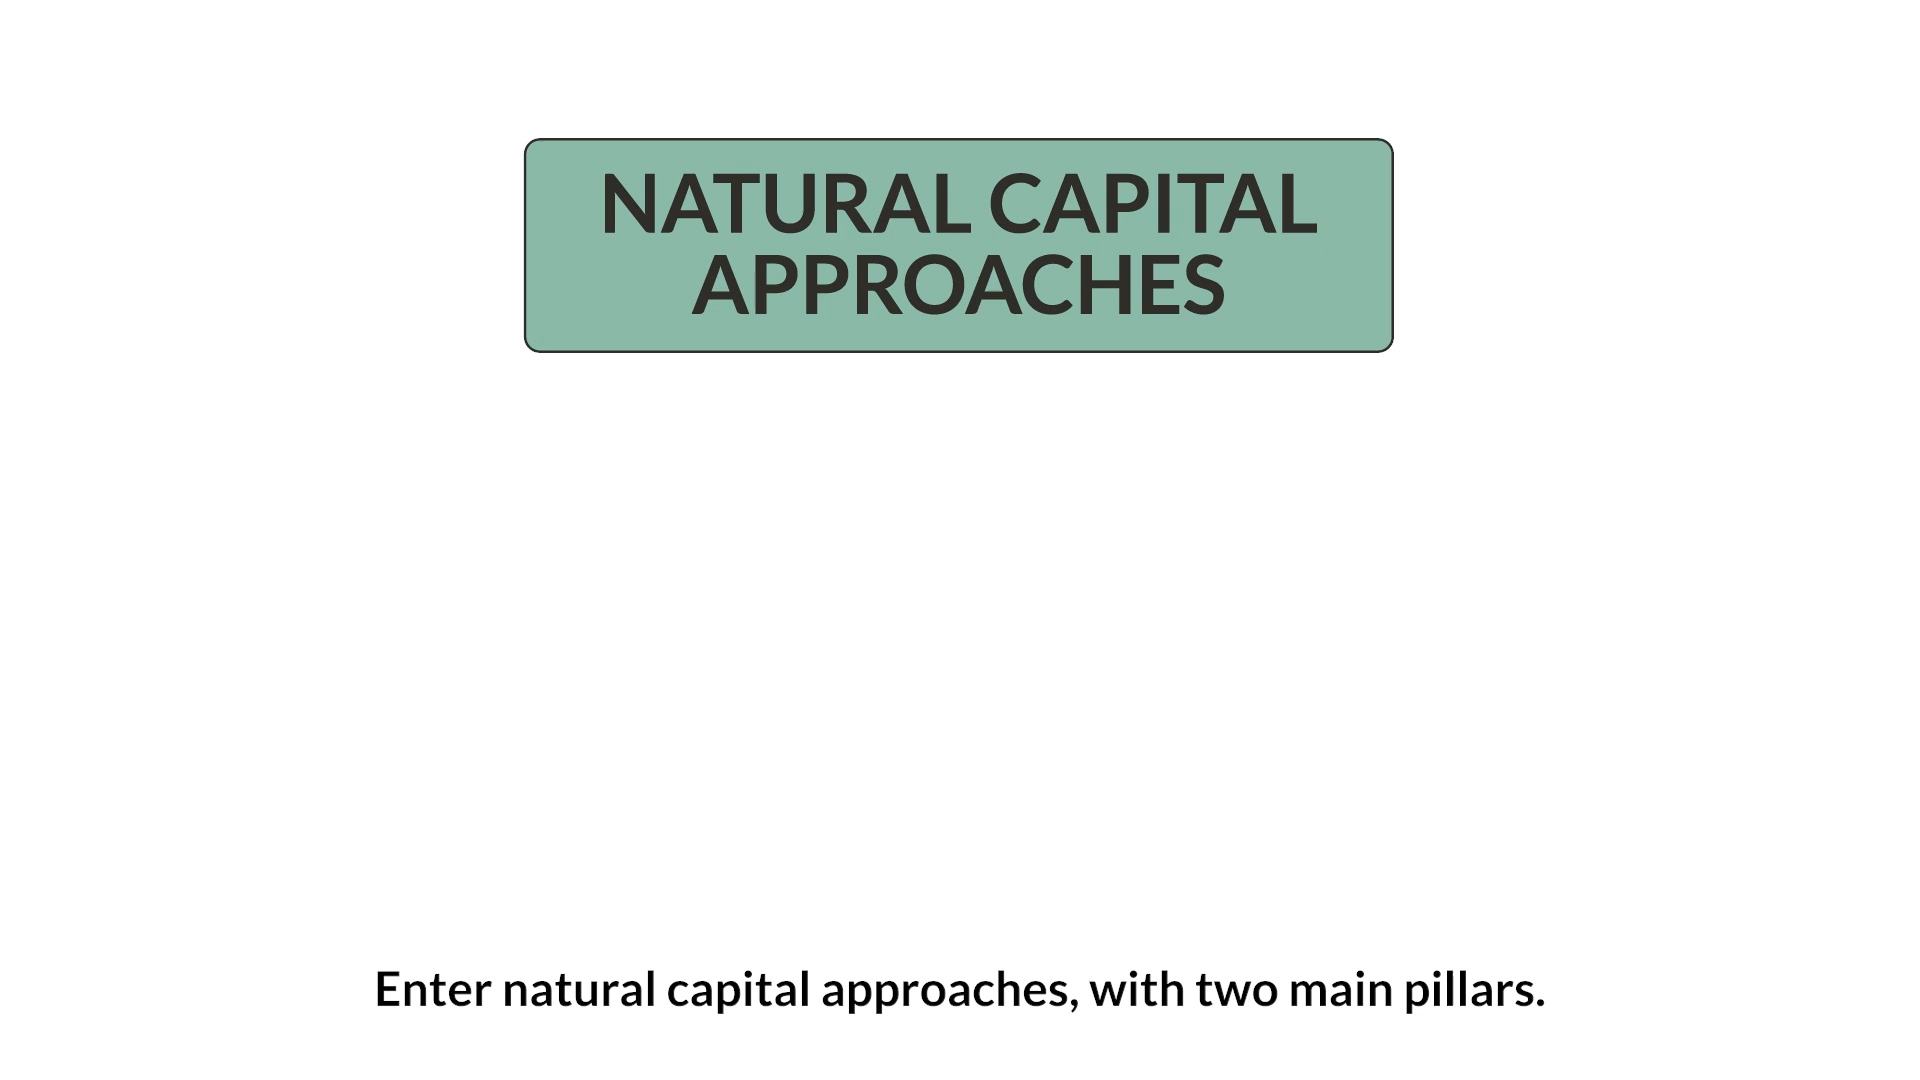 NATURAL CAPITAL
APPROACHES
Enter natural capital approaches, with two main pillars.